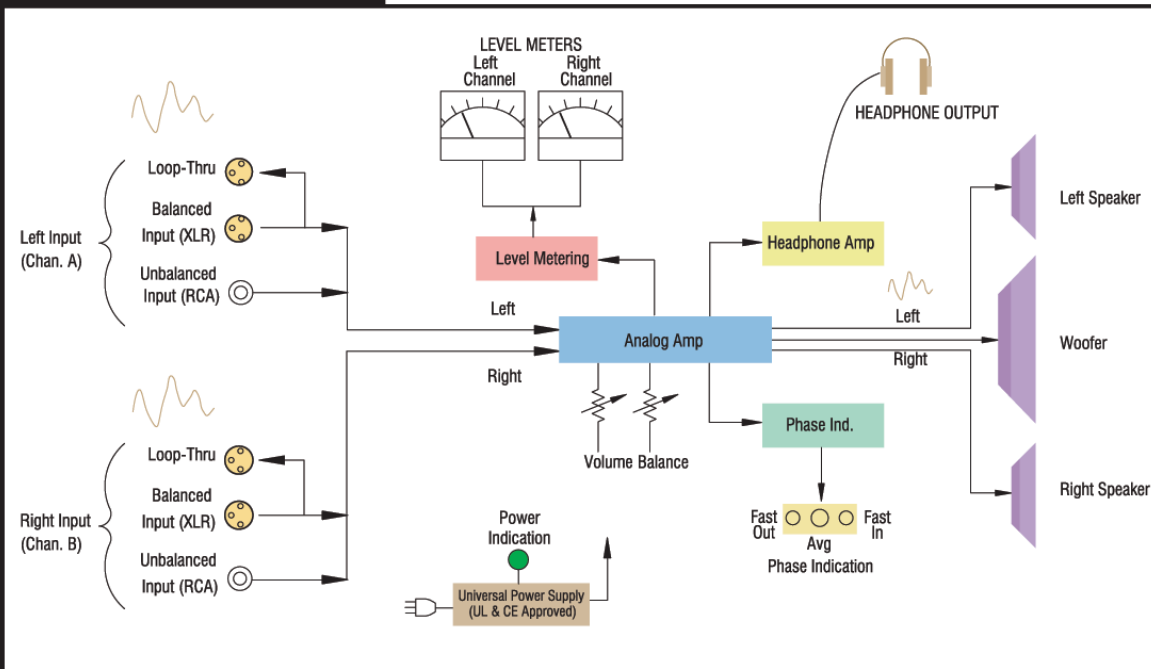 LEVEL METERS
Left
Channel
Right
Channel
HEADPHONE OUTPUT
Loop-Thru
Balanced
Input (XLR)
Left Input
(Chan. A)
Unbalanced
Input (RCA)
Level Metering
Headphone Amp
Left Speaker
Left
Left
Analog Amp
Woofer
Right
Right
Volume Balance
Phase Ind.
Loop-Thru
Balanced
Input (XLR)
Right Input
(Chan. B)
Unbalanced
Input (RCA)
Right Speaker
Power
Indication
Fast
Out
Fast
In
Avg
Phase Indication
Universal Power Supply
(UL & CE Approved)